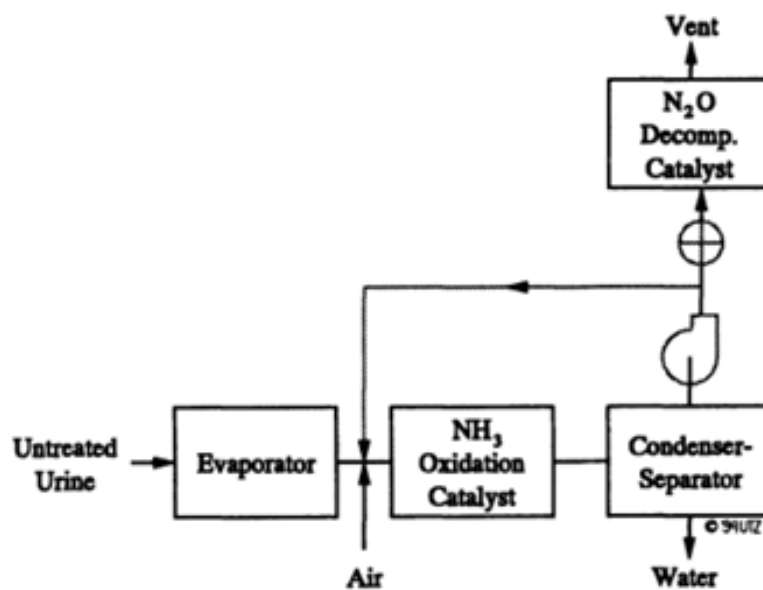 Vent
N₂O
Decomp.
Catalyst
Untreated
Urine
Evaporator
NH₃
Oxidation
Catalyst
Condenser-
Separator
Air
Water